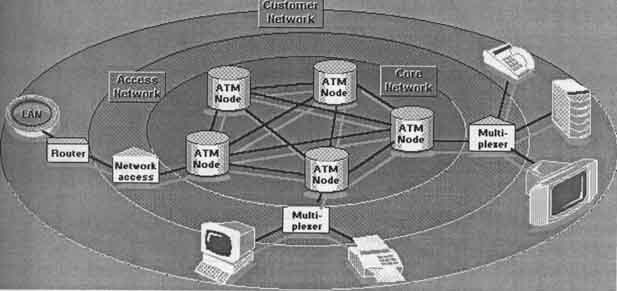 Customer
Network
Access
Network
Core
Network
ATM
Node
ATM
Node
ATM
Node
ATM
Node
ATM
Node
LAN
Router
Network
access
Multi-
plexer
Multi-
plexer